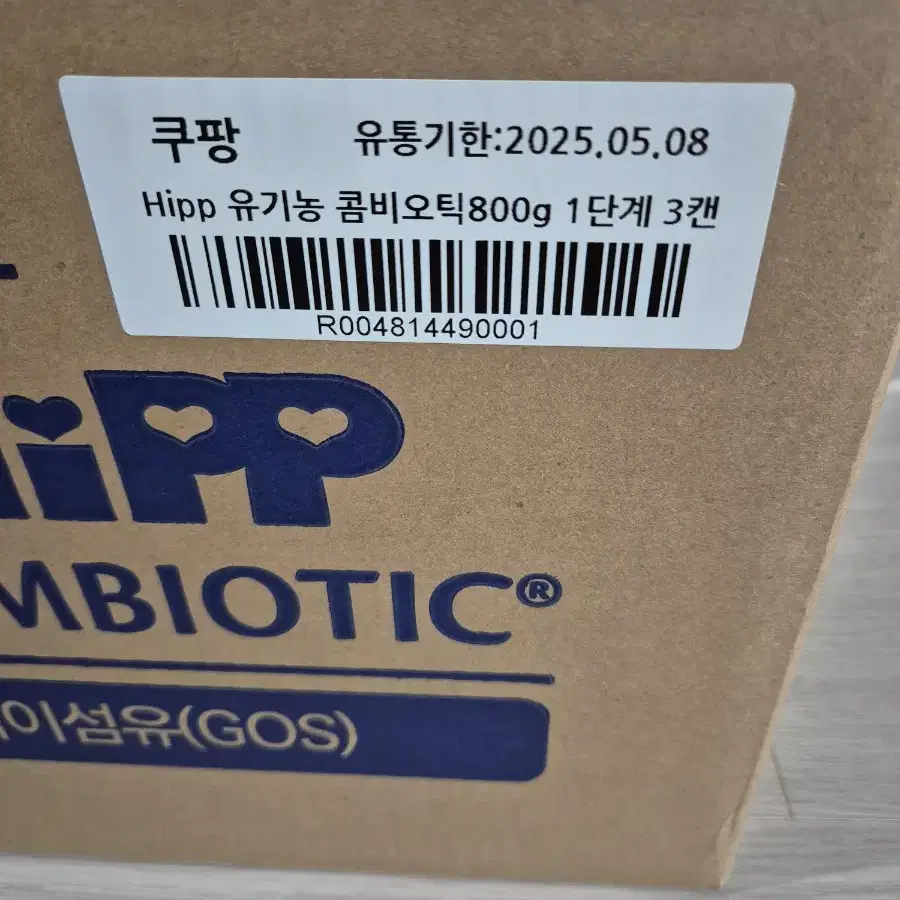 쿠팡 유통기한:2025.05.08
Hipp 유기농 콤비오틱800g 1단계 3캔
R004814490001
HiPP
MBIOTIC®
이섬유(GOS)